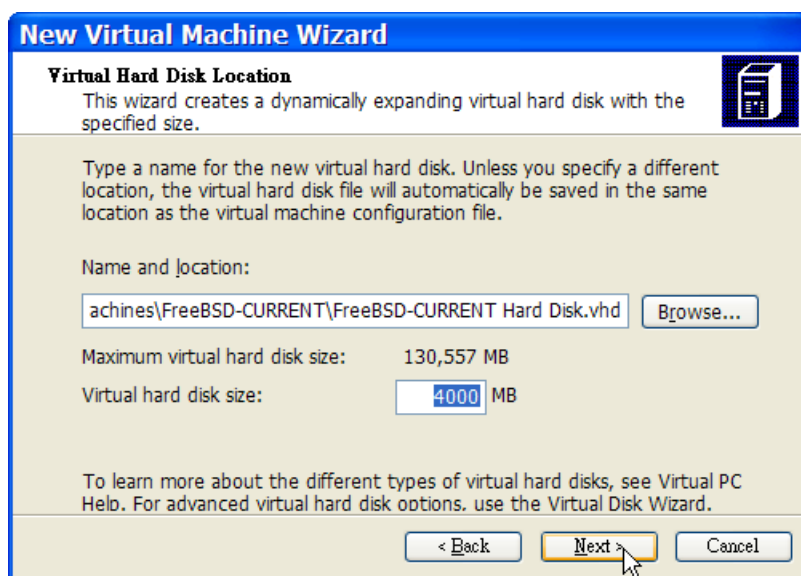 New Virtual Machine Wizard
Virtual Hard Disk Location
This wizard creates a dynamically expanding virtual hard disk with the
specified size.
Type a name for the new virtual hard disk. Unless you specify a different
location, the virtual hard disk file will automatically be saved in the same
location as the virtual machine configuration file.
Name and location:
achines\FreeBSD-CURRENT\FreeBSD-CURRENT Hard Disk.vhd Browse...
Maximum virtual hard disk size: 130,557 MB
Virtual hard disk size: 4000 MB
To learn more about the different types of virtual hard disks, see Virtual PC
Help. For advanced virtual hard disk options, use the Virtual Disk Wizard.
< Back Next > Cancel